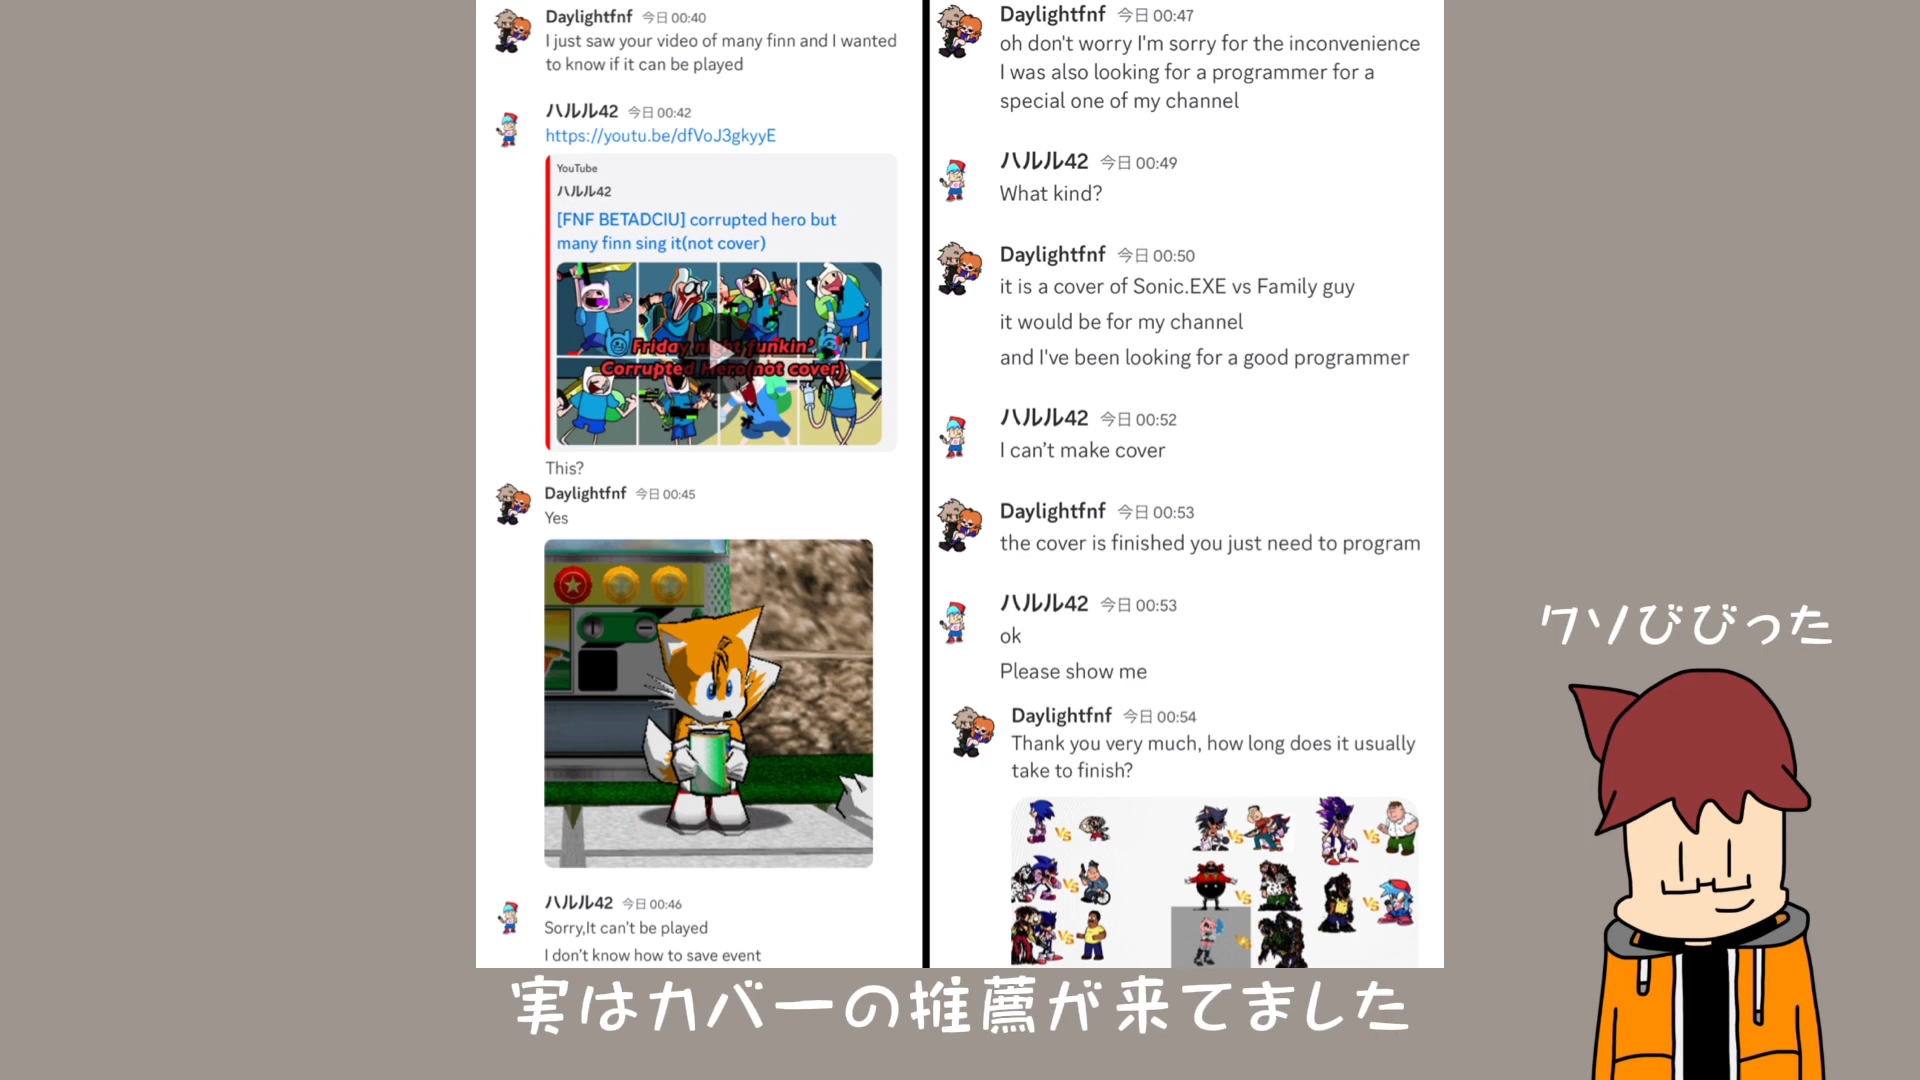 Daylightfnf 今日 00:40
I just saw your video of many finn and I wanted
to know if it can be played
ハルル42 今日 00:42
https://youtu.be/dfVoJ3gkyyE
YouTube
ハルル42
[FNF BETADCIU] corrupted hero but
many finn sing it(not cover)
Friday night funkin'
Corrupted Hero(not cover)
This?
Daylightfnf 今日 00:45
Yes
ハルル42 今日 00:46
Sorry,It can't be played
I don't know how to save event
Daylightfnf 今日 00:47
oh don't worry I'm sorry for the inconvenience
I was also looking for a programmer for a
special one of my channel
ハルル42 今日 00:49
What kind?
Daylightfnf 今日 00:50
it is a cover of Sonic.EXE vs Family guy
it would be for my channel
and I've been looking for a good programmer
ハルル42 今日 00:52
I can't make cover
Daylightfnf 今日 00:53
the cover is finished you just need to program
ハルル42 今日 00:53
ok
Please show me
Daylightfnf 今日 00:54
Thank you very much, how long does it usually
take to finish?
VS VS VS
VS VS VS
VS VS
クソびびった
実はカバーの推薦が来てました